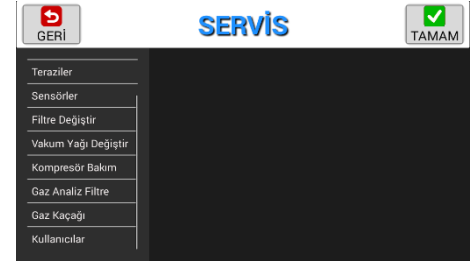 GERİ
SERVİS
TAMAM
Teraziler
Sensörler
Filtre Değiştir
Vakum Yağı Değiştir
Kompresör Bakım
Gaz Analiz Filtre
Gaz Kaçağı
Kullanıcılar